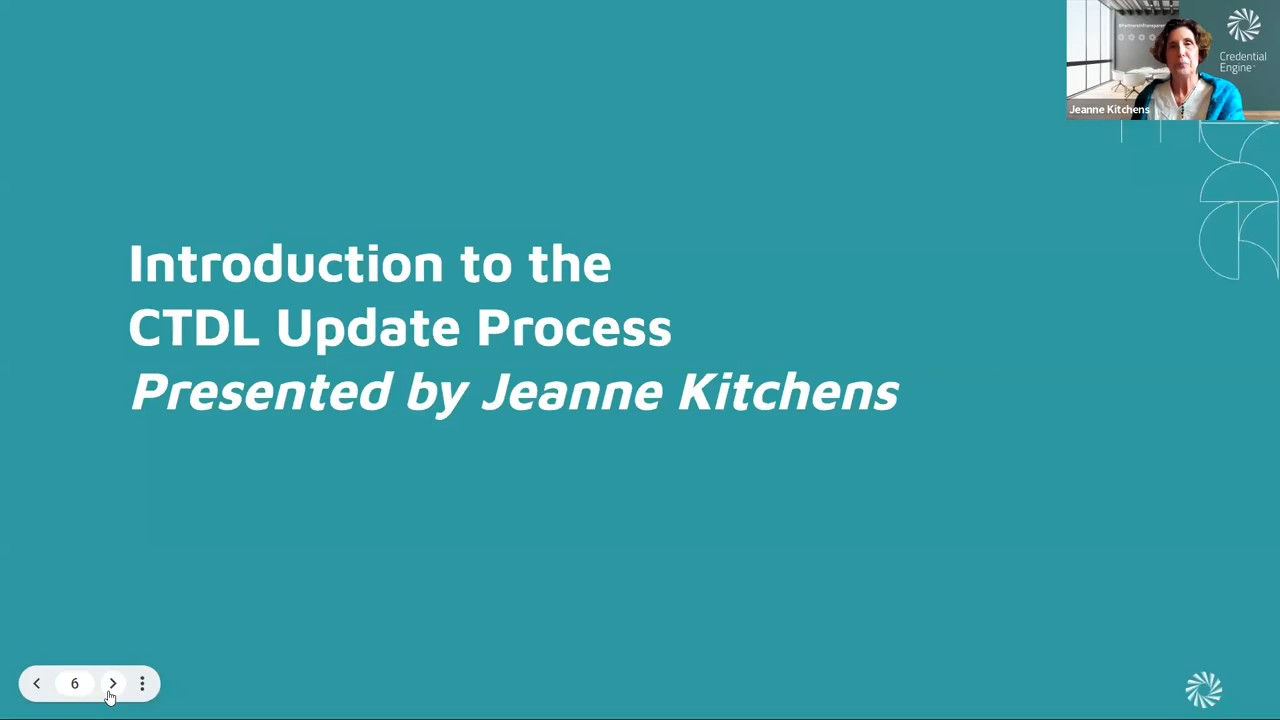 Introduction to the
CTDL Update Process
Presented by Jeanne Kitchens
Credential
Engine
Jeanne Kitchens
6